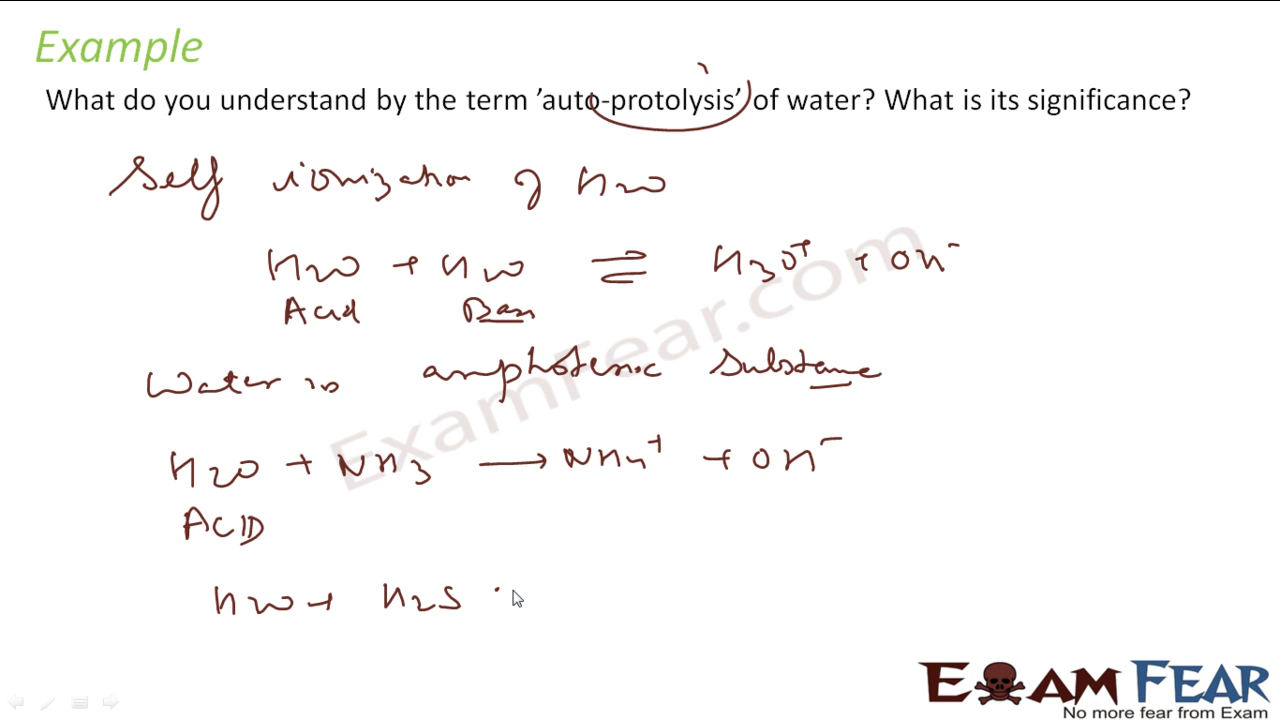 Example
What do you understand by the term ’auto-protolysis’ of water? What is its significance?
Self ionization of H2O
H2O + H2O ⇌ H3O+ + OH-
Acid Base
Water is amphoteric substance
H2O + NH3 → NH4+ + OH-
ACID
H2O + H2S
ExamFear.com
EXAM FEAR
No more fear from Exam